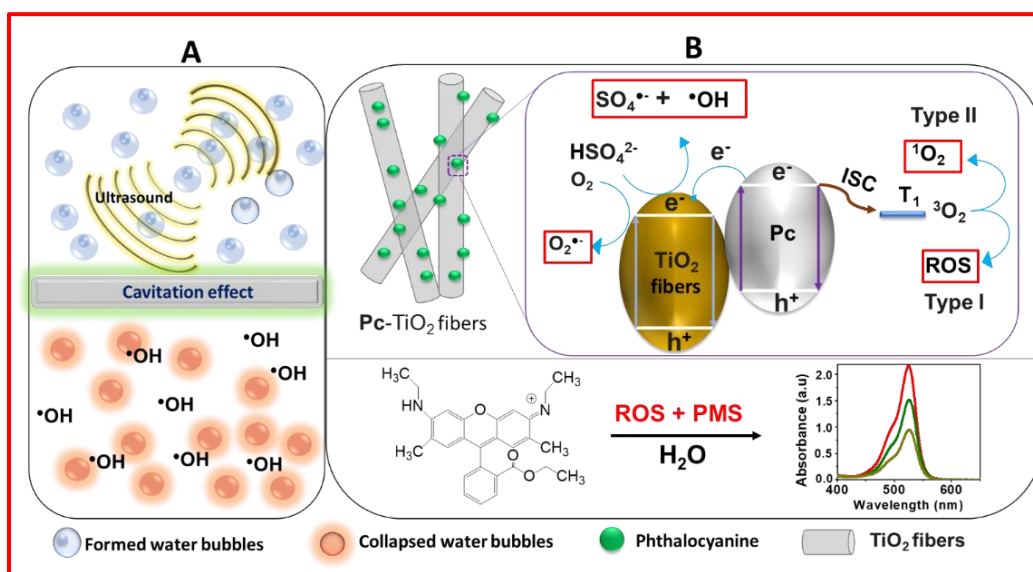 A
Ultrasound
Cavitation effect
•OH
•OH
•OH
•OH
•OH
•OH
•OH
•OH
B
Pc-TiO₂ fibers
SO₄•- + •OH
HSO₄²⁻
O₂
O₂•-
e⁻
e⁻
TiO₂
fibers
h⁺
e⁻
Pc
h⁺
ISC
T₁
Type II
¹O₂
³O₂
ROS
Type I
H₃C
HN
H₃C
O
+
N
CH₃
CH₃
O
O
CH₃
ROS + PMS
H₂O
Absorbance (a.u)
2.0
1.5
1.0
0.5
0.0
400 500 600
Wavelength (nm)
Formed water bubbles
Collapsed water bubbles
Phthalocyanine
TiO₂ fibers